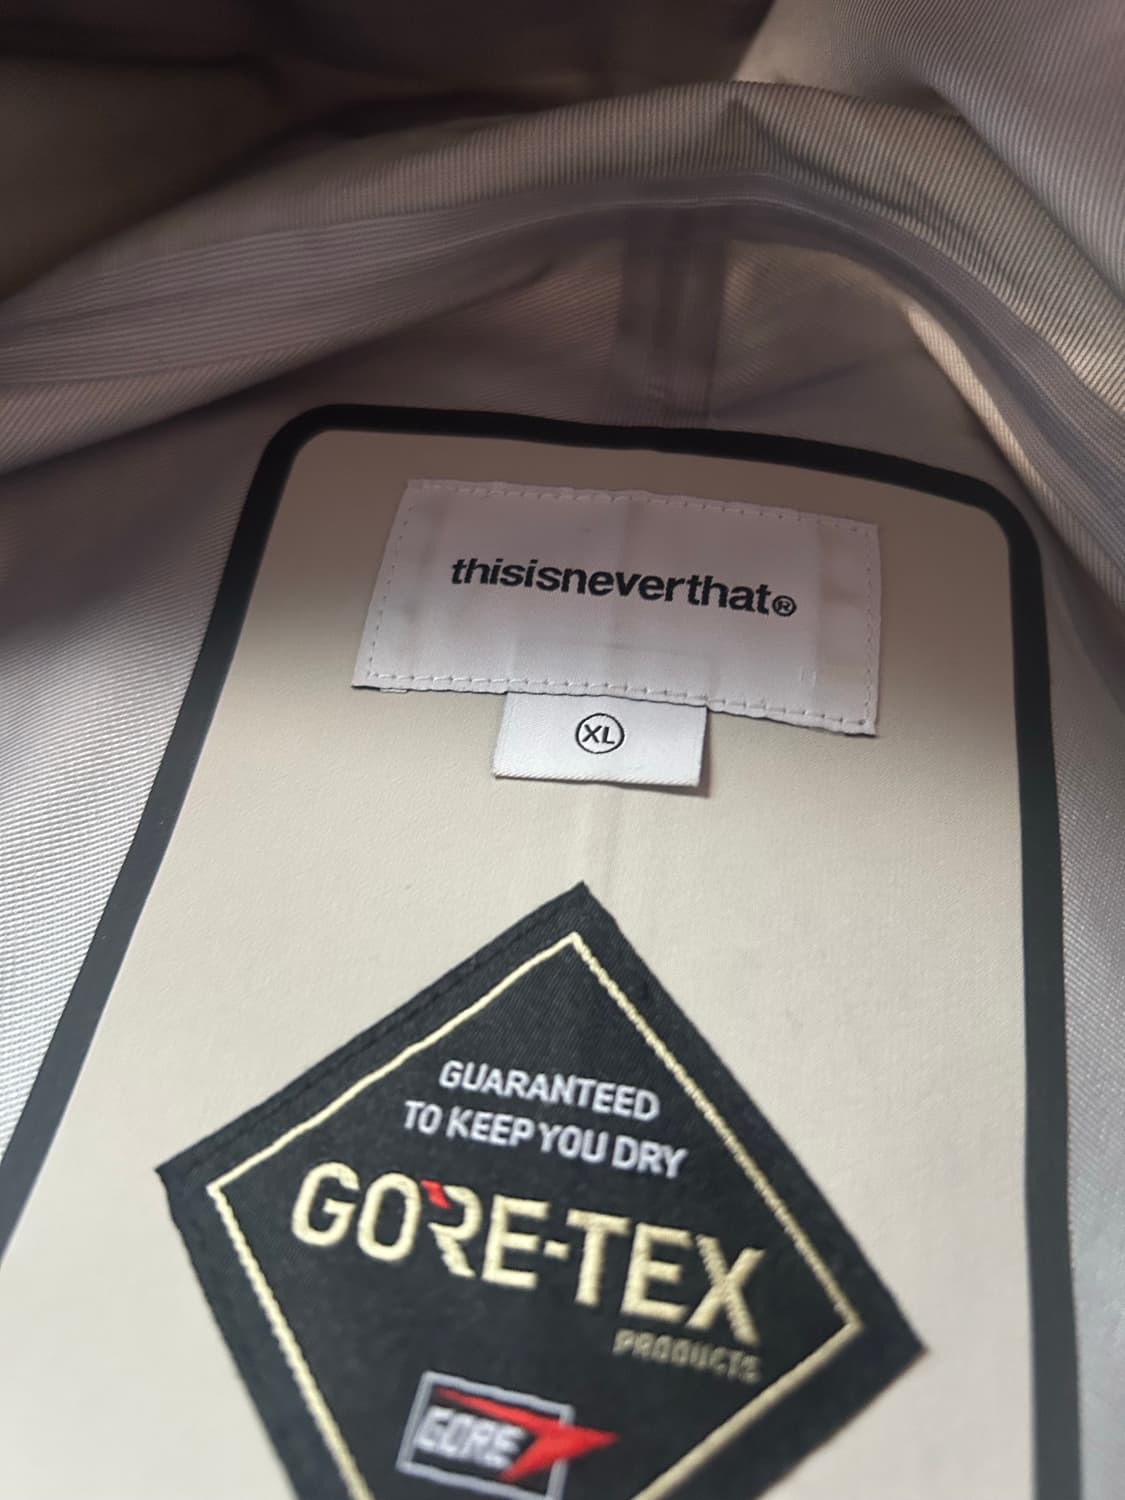 thisisneverthat®
XL
GUARANTEED
TO KEEP YOU DRY
GORE-TEX
PRODUCTS
GORE